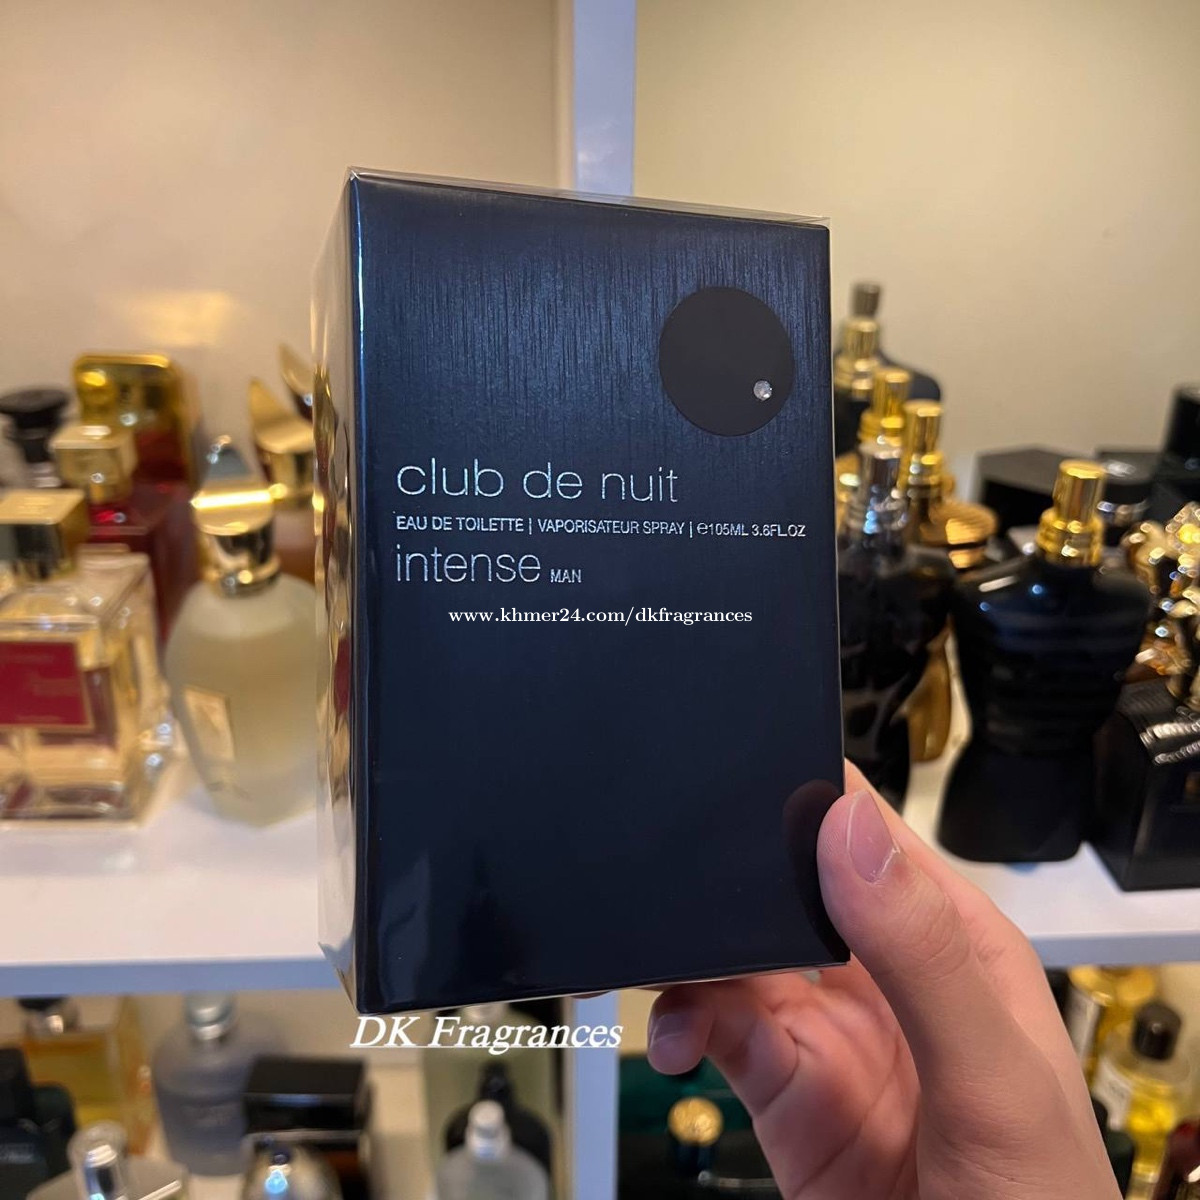 club de nuit
EAU DE TOILETTE | VAPORISATEUR SPRAY | ℮105ML 3.6FL.OZ
intense MAN
www.khmer24.com/dkfragrances
DK Fragrances